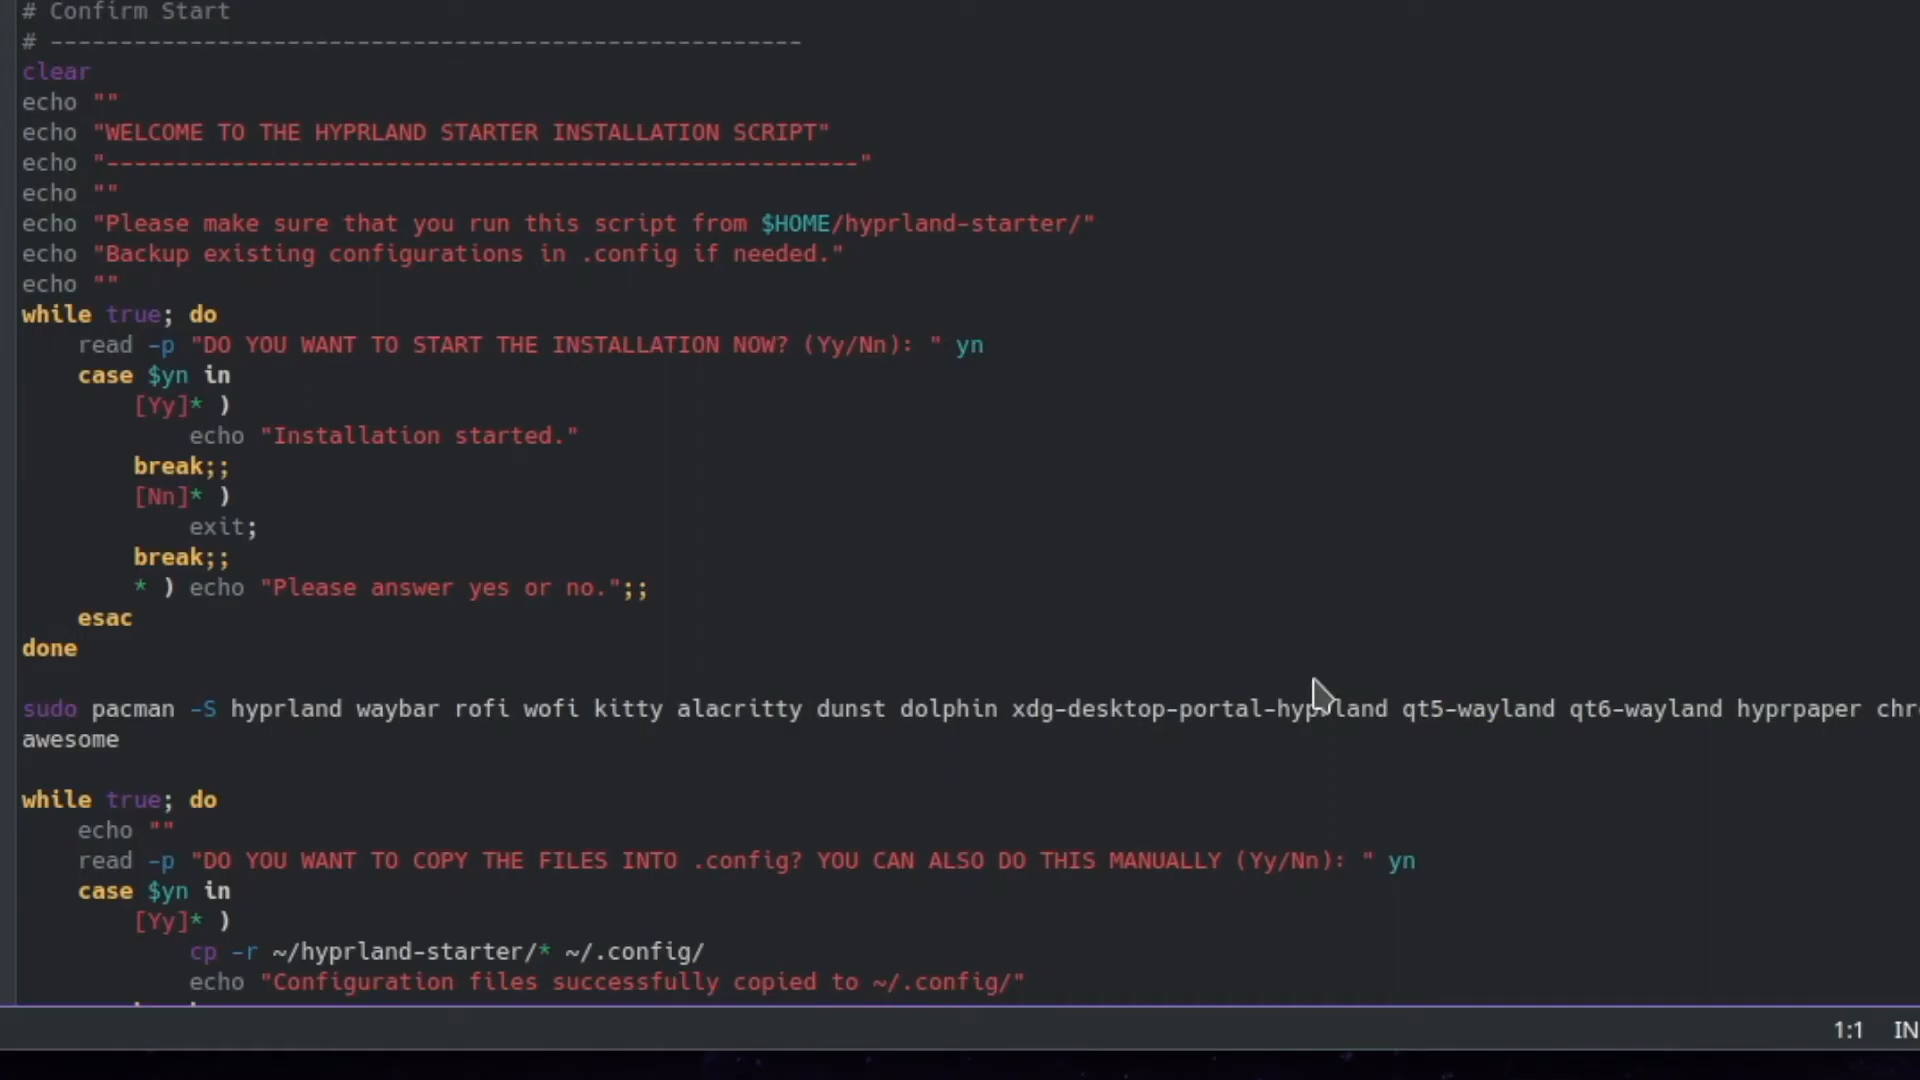 # Confirm Start
# ------------------------------------------------------
clear
echo ""
echo "WELCOME TO THE HYPRLAND STARTER INSTALLATION SCRIPT"
echo "------------------------------------------------------"
echo ""
echo "Please make sure that you run this script from $HOME/hyprland-starter/"
echo "Backup existing configurations in .config if needed."
echo ""
while true; do
    read -p "DO YOU WANT TO START THE INSTALLATION NOW? (Yy/Nn): " yn
    case $yn in
        [Yy]* )
            echo "Installation started."
        break;;
        [Nn]* )
            exit;
        break;;
        * ) echo "Please answer yes or no.";;
    esac
done
sudo pacman -S hyprland waybar rofi wofi kitty alacritty dunst dolphin xdg-desktop-portal-hyprland qt5-wayland qt6-wayland hyprpaper
awesome
while true; do
    echo ""
    read -p "DO YOU WANT TO COPY THE FILES INTO .config? YOU CAN ALSO DO THIS MANUALLY (Yy/Nn): " yn
    case $yn in
        [Yy]* )
            cp -r ~/hyprland-starter/* ~/.config/
            echo "Configuration files successfully copied to ~/.config/"
1:1 IN